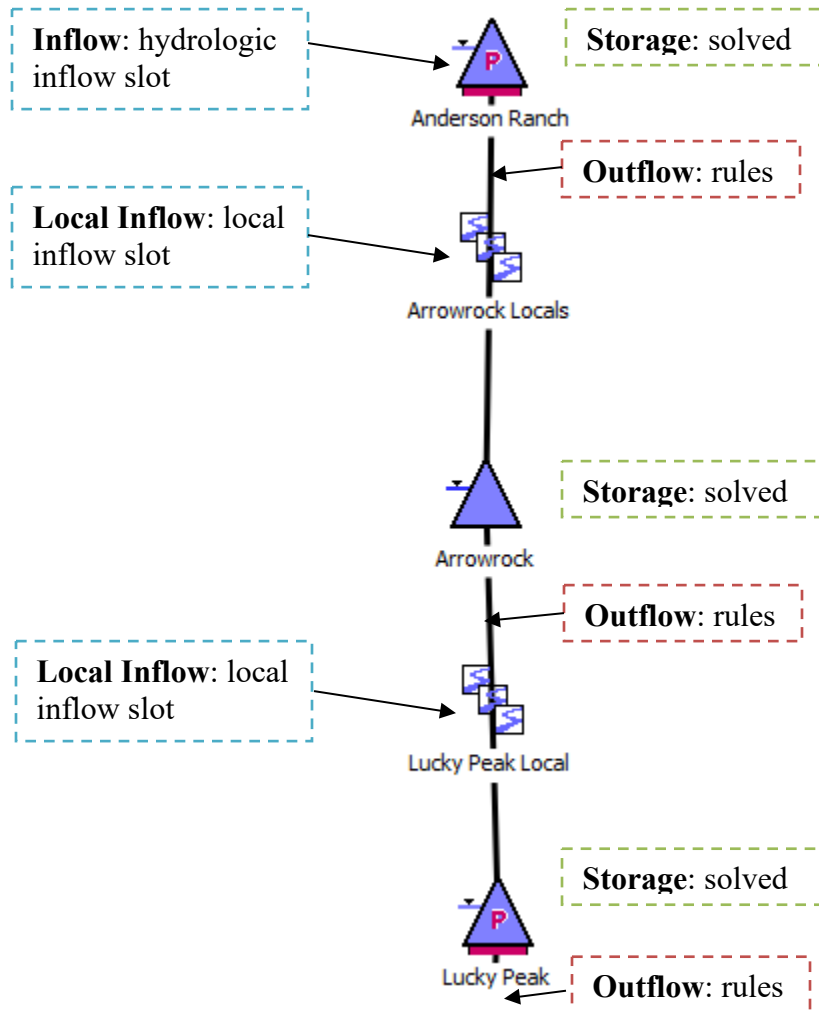 Inflow: hydrologic
inflow slot
Storage: solved
P
Anderson Ranch
Outflow: rules
Local Inflow: local
inflow slot
Arrowrock Locals
Storage: solved
Arrowrock
Outflow: rules
Local Inflow: local
inflow slot
Lucky Peak Local
Storage: solved
P
Lucky Peak
Outflow: rules